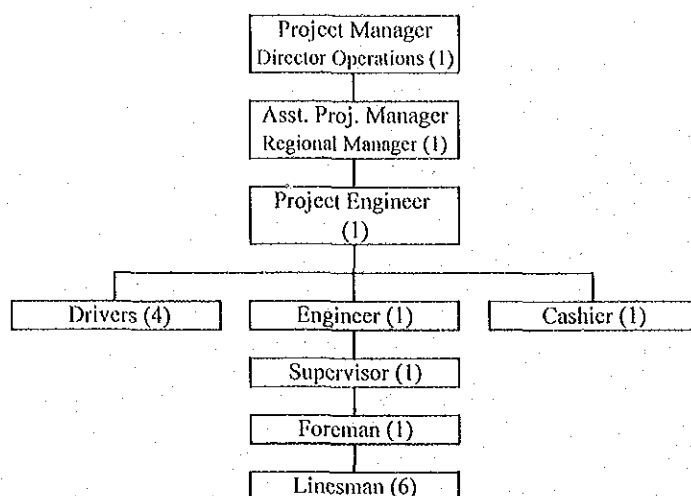 Project Manager
Director Operations (1)
Asst. Proj. Manager
Regional Manager (1)
Project Engineer
(1)
Drivers (4)
Engineer (1)
Cashier (1)
Supervisor (1)
Foreman (1)
Linesman (6)